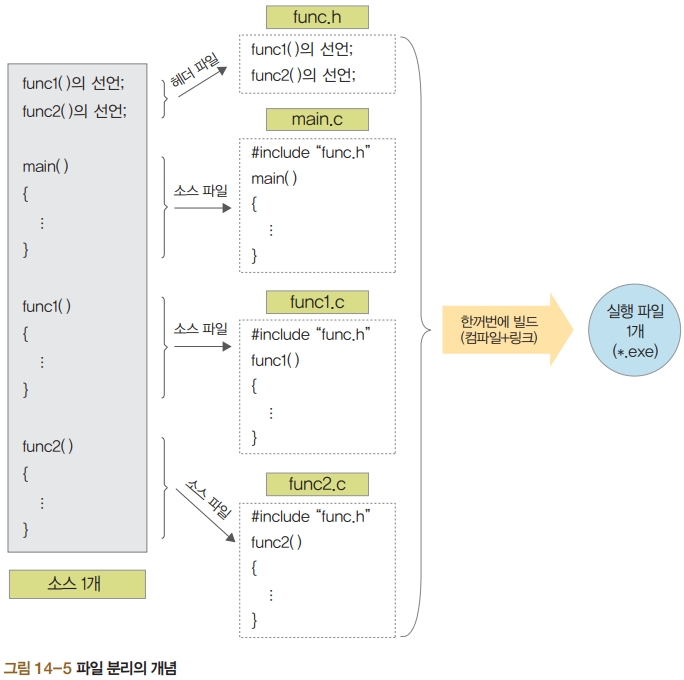 func1( )의 선언;
func2( )의 선언;
main( )
{
⋮
}
func1( )
{
⋮
}
func2( )
{
⋮
}
소스 1개
헤더 파일
소스 파일
소스 파일
소스 파일
func.h
func1( )의 선언;
func2( )의 선언;
main.c
#include “func.h”
main( )
{
⋮
}
func1.c
#include “func.h”
func1( )
{
⋮
}
func2.c
#include “func.h”
func2( )
{
⋮
}
한꺼번에 빌드
(컴파일+링크)
실행 파일
1개
(*.exe)
그림 14-5 파일 분리의 개념